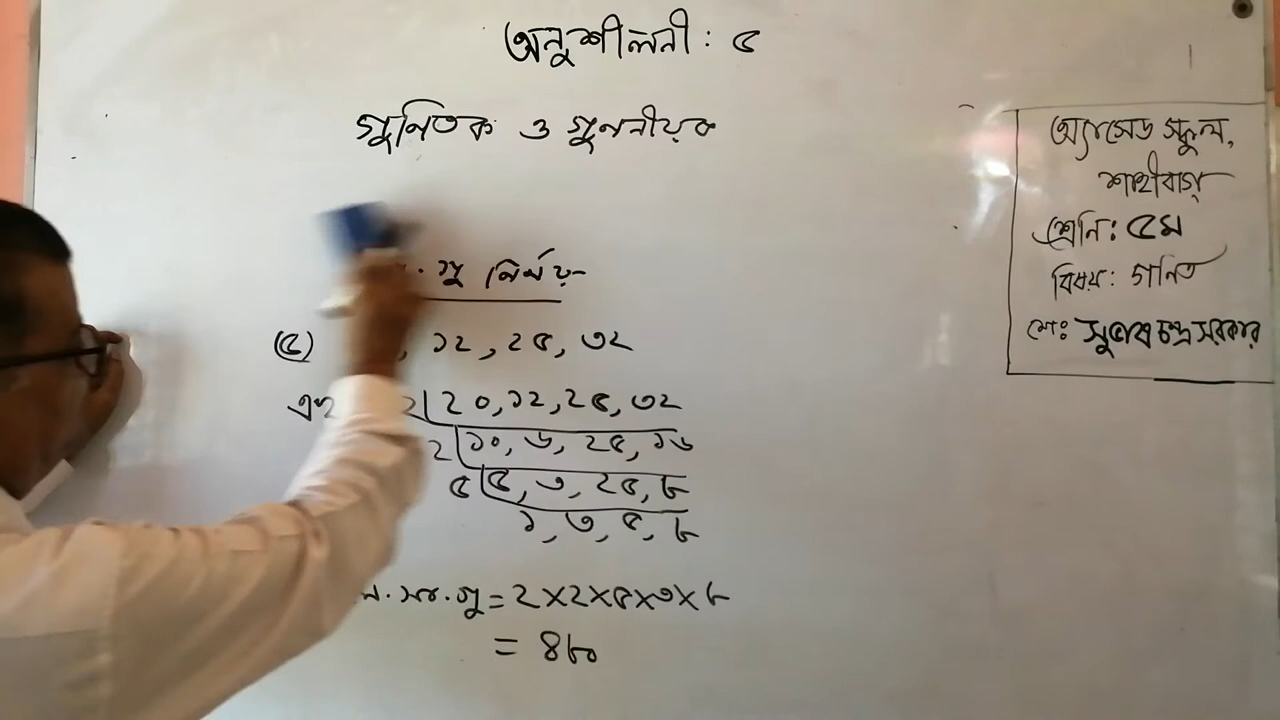 অনুশীলনী: ৫
গুনিতক ও গুননীয়ক
গু নির্ণয়-
(৫) ১২, ২৫, ৩২
২ ২০, ১২, ২৫, ৩২
২ ১০, ৬, ২৫, ১৬
৫ ৫, ৩, ২৫, ৮
১, ৩, ৫, ৮
ল. সা. গু = ২×২×৫×৩×৮
= ৪৮০
অ্যাসেড স্কুল,
শাহীবাগ
শ্রেনি: ৫ম
বিষয়: গনিত
চন্দ্র সরকার